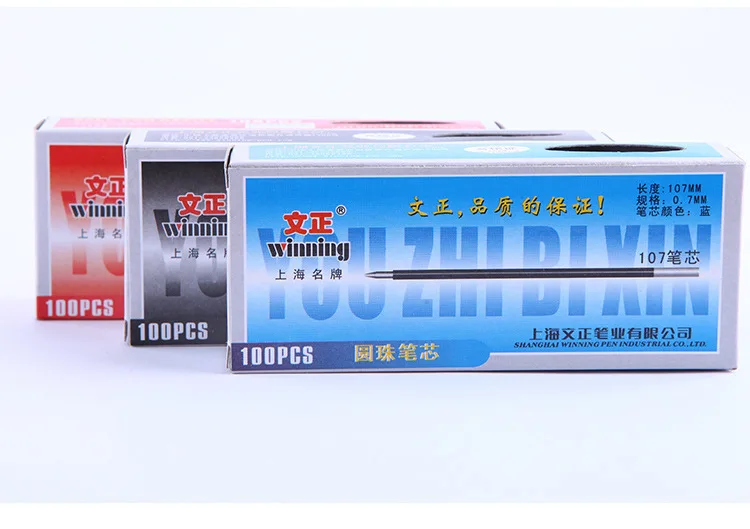 文正
winning
上海名
100PCS
文正
winning
上海名
100PCS
文正®
winning
上海名牌
文正,品质的保证!
长度:107MM
规格:0.7MM
笔芯颜色:蓝
YOU ZHI BI XIN
107笔芯
100PCS
圆珠笔芯
上海文正笔业有限公司
SHANGHAI WINNING PEN INDUSTRIAL CO.,LTD.